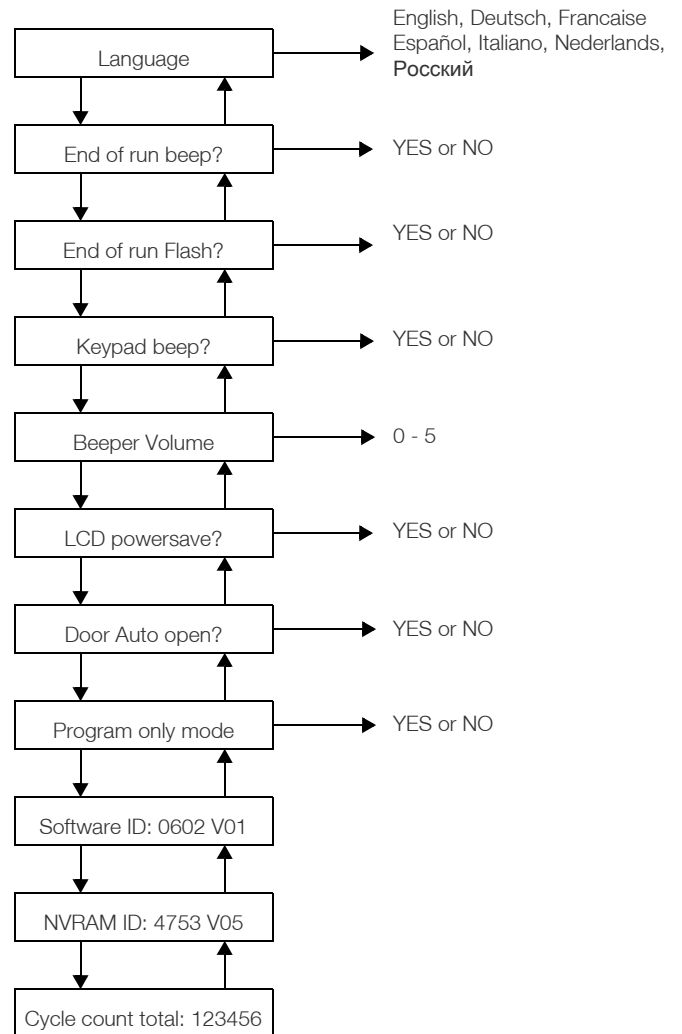 Language
English, Deutsch, Francaise
Español, Italiano, Nederlands,
Росский
End of run beep?
YES or NO
End of run Flash?
YES or NO
Keypad beep?
YES or NO
Beeper Volume
0 - 5
LCD powersave?
YES or NO
Door Auto open?
YES or NO
Program only mode
YES or NO
Software ID: 0602 V01
NVRAM ID: 4753 V05
Cycle count total: 123456